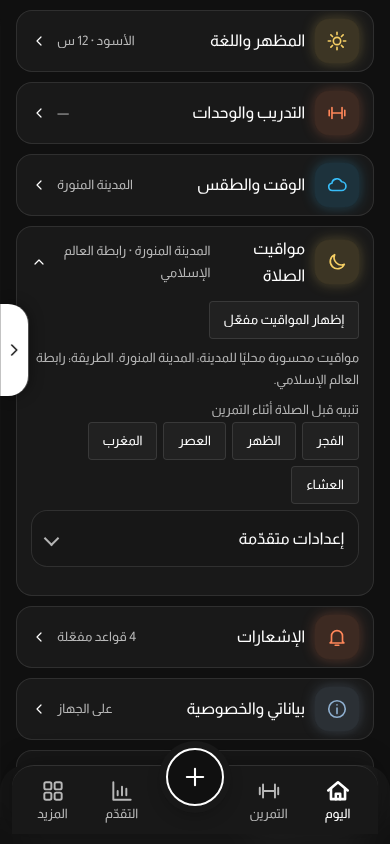 المظهر واللغة
الأسود · 12 س
التدريب والوحدات
—
الوقت والطقس
المدينة المنورة
مواقيت
الصلاة
المدينة المنورة · رابطة العالم
الإسلامي
إظهار المواقيت مفعّل
مواقيت محسوبة محليًا للمدينة: المدينة المنورة. الطريقة: رابطة
العالم الإسلامي.
تنبيه قبل الصلاة أثناء التمرين
الفجر
الظهر
العصر
المغرب
العشاء
إعدادات متقدّمة
الإشعارات
4 قواعد مفعّلة
بياناتي والخصوصية
على الجهاز
اليوم
التمرين
التقدّم
المزيد